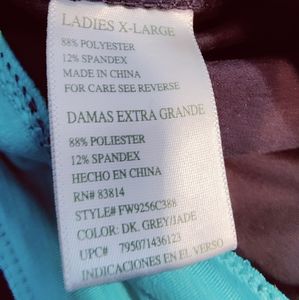 LADIES X-LARGE
88% POLYESTER
12% SPANDEX
MADE IN CHINA
FOR CARE SEE REVERSE
DAMAS EXTRA GRANDE
88% POLIESTER
12% SPANDEX
HECHO EN CHINA
RN# 83814
STYLE# FW9256C388
COLOR: DK. GREY/JADE
UPC# 795071436123
INDICACIONES EN EL VERSO